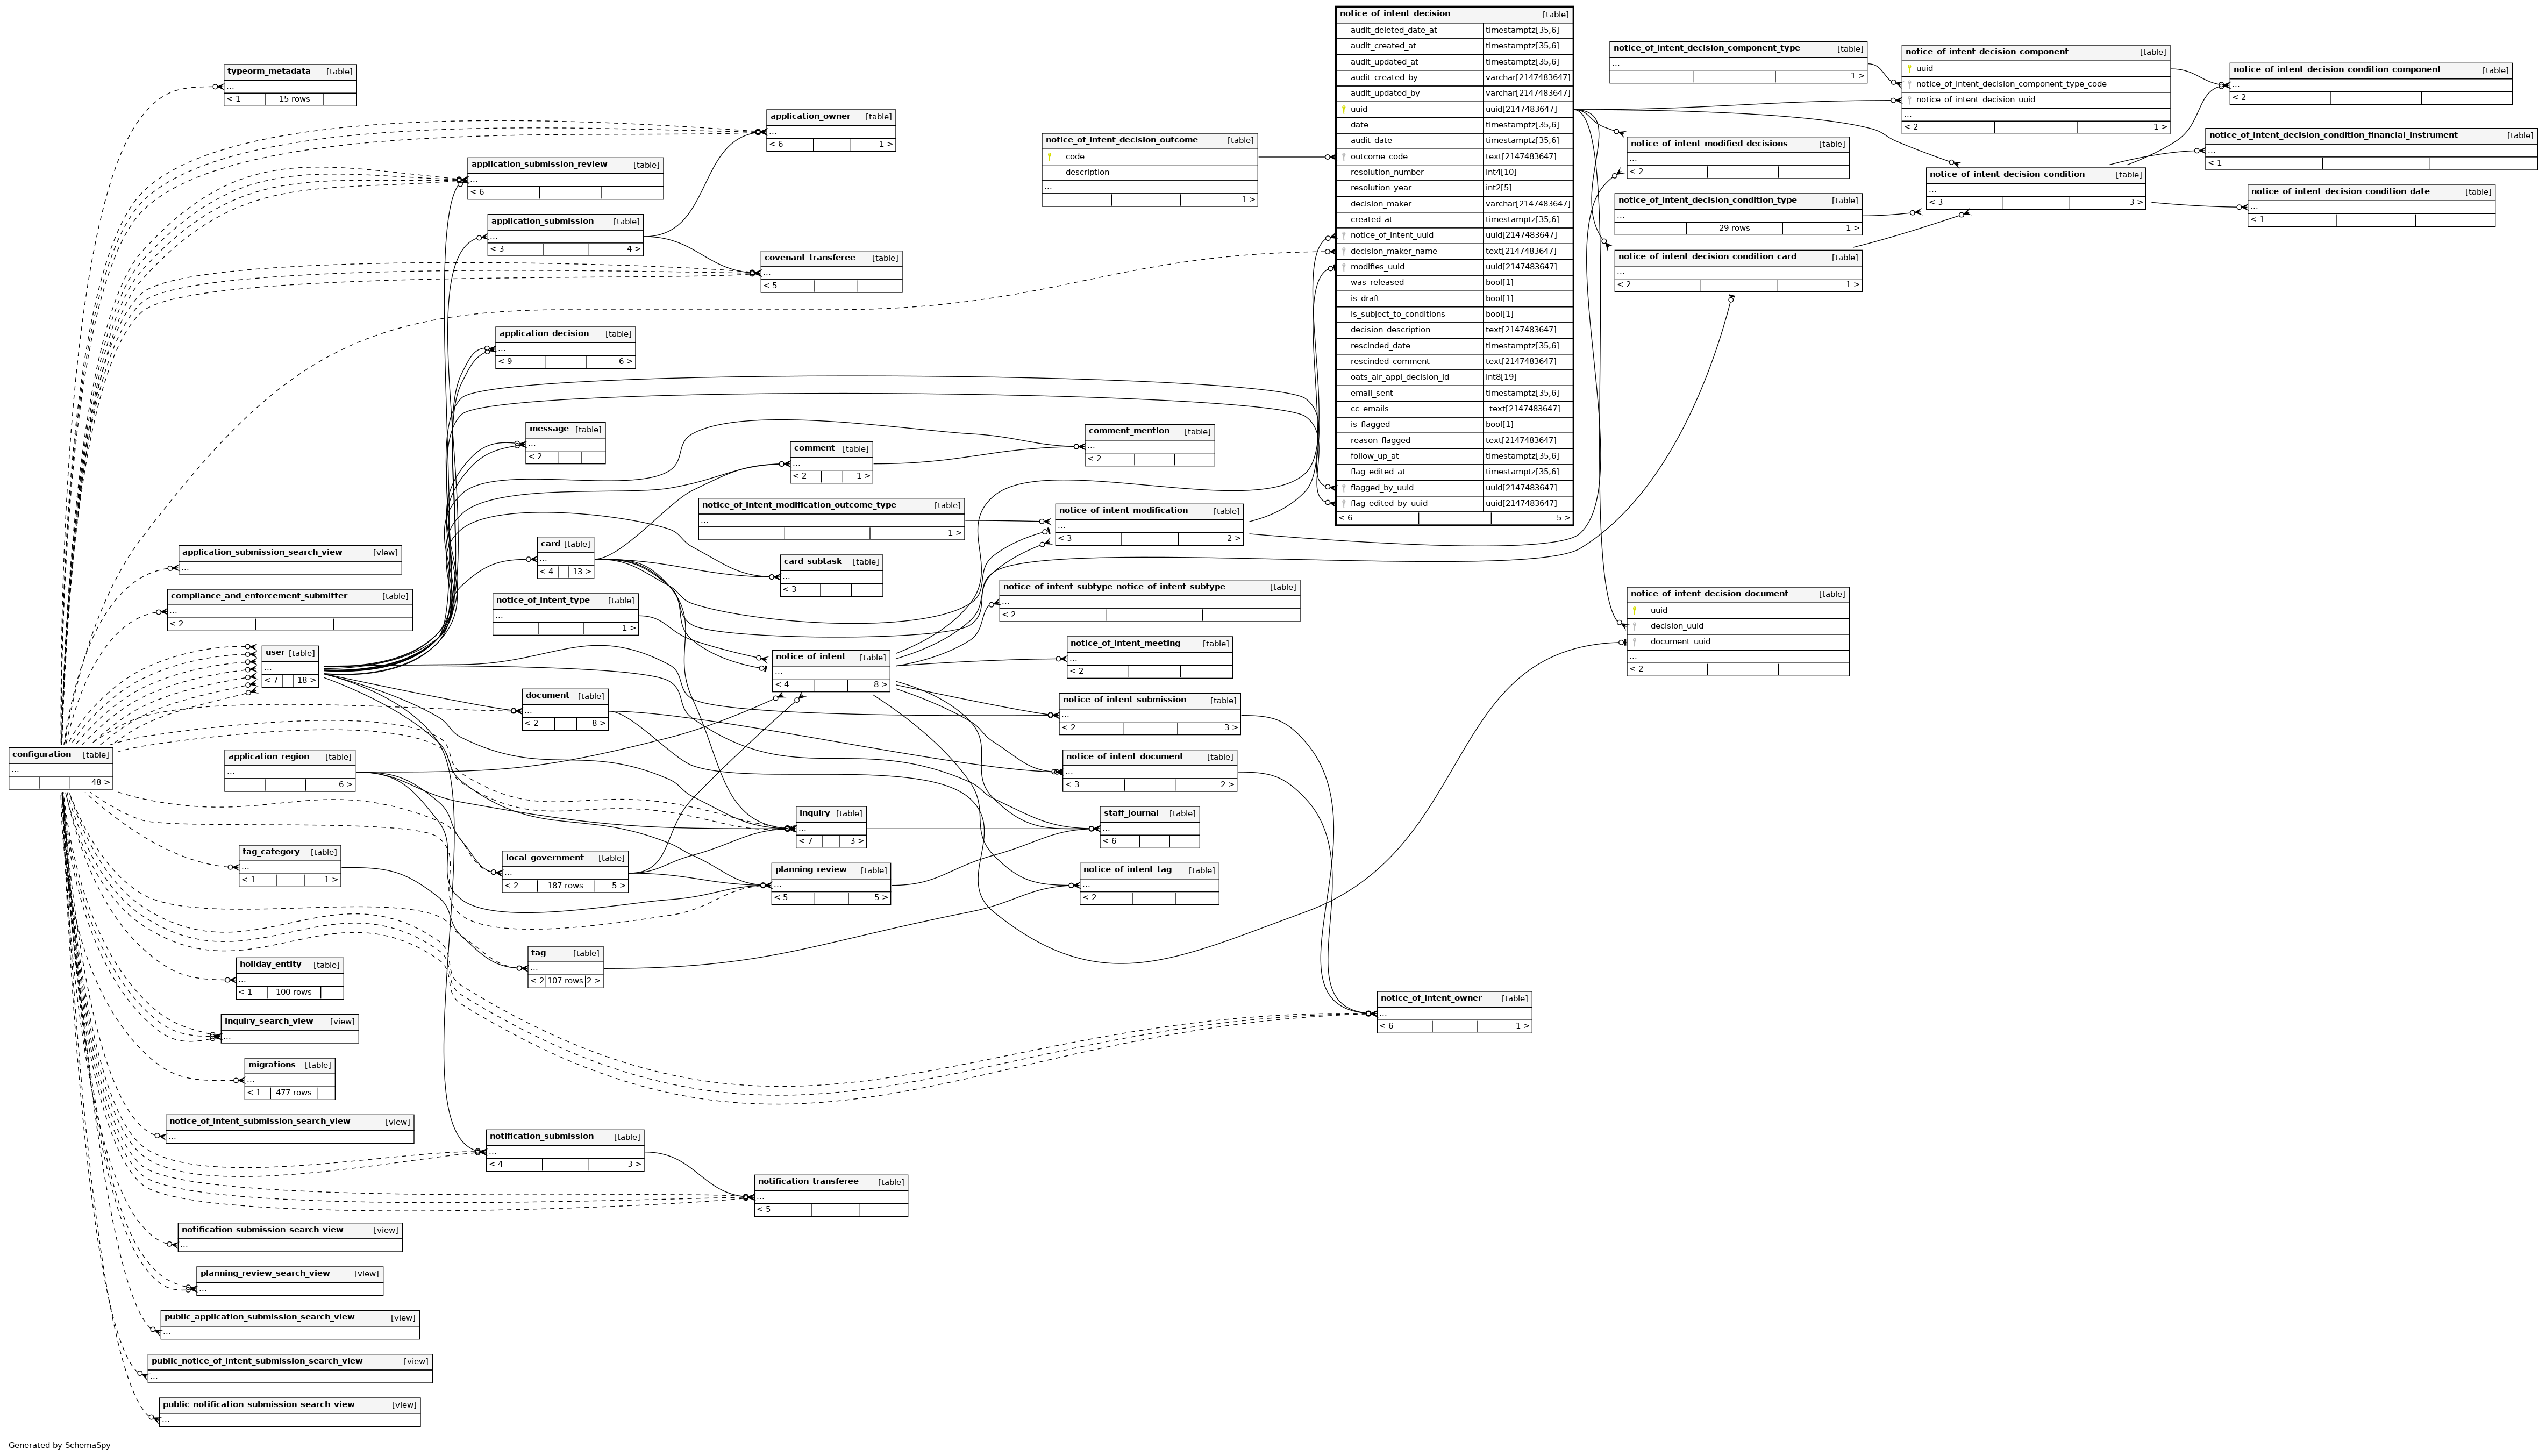 notice_of_intent_decision [table]
audit_deleted_date_at timestamptz[35,6]
audit_created_at timestamptz[35,6]
audit_updated_at timestamptz[35,6]
audit_created_by varchar[2147483647]
audit_updated_by varchar[2147483647]
uuid uuid[2147483647]
date timestamptz[35,6]
audit_date timestamptz[35,6]
outcome_code text[2147483647]
resolution_number int4[10]
resolution_year int2[5]
decision_maker varchar[2147483647]
created_at timestamptz[35,6]
notice_of_intent_uuid uuid[2147483647]
decision_maker_name text[2147483647]
modifies_uuid uuid[2147483647]
was_released bool[1]
is_draft bool[1]
is_subject_to_conditions bool[1]
decision_description text[2147483647]
rescinded_date timestamptz[35,6]
rescinded_comment text[2147483647]
oats_alr_appl_decision_id int8[19]
email_sent timestamptz[35,6]
cc_emails _text[2147483647]
is_flagged bool[1]
reason_flagged text[2147483647]
follow_up_at timestamptz[35,6]
flag_edited_at timestamptz[35,6]
flagged_by_uuid uuid[2147483647]
flag_edited_by_uuid uuid[2147483647]
< 6 5 >
notice_of_intent_decision_component_type [table]
...
1 >
notice_of_intent_decision_component [table]
uuid
notice_of_intent_decision_component_type_code
notice_of_intent_decision_uuid
...
< 2 1 >
notice_of_intent_decision_condition_component [table]
...
< 2
notice_of_intent_decision_condition_financial_instrument [table]
...
< 1
notice_of_intent_modified_decisions [table]
...
< 2
notice_of_intent_decision_condition [table]
...
< 3 3 >
notice_of_intent_decision_condition_date [table]
...
< 1
notice_of_intent_decision_condition_type [table]
...
29 rows 1 >
notice_of_intent_decision_condition_card [table]
...
< 2 1 >
typeorm_metadata [table]
...
< 1 15 rows
application_owner [table]
...
< 6 1 >
notice_of_intent_decision_outcome [table]
code
description
...
1 >
application_submission_review [table]
...
< 6
application_submission [table]
...
< 3 4 >
covenant_transferee [table]
...
< 5
application_decision [table]
...
< 9 6 >
message [table]
...
< 2
comment [table]
...
< 2 1 >
comment_mention [table]
...
< 2
notice_of_intent_modification_outcome_type [table]
...
1 >
notice_of_intent_modification [table]
...
< 3 2 >
card [table]
...
< 4 13 >
card_subtask [table]
...
< 3
application_submission_search_view [view]
...
compliance_and_enforcement_submitter [table]
...
< 2
notice_of_intent_type [table]
...
1 >
notice_of_intent_subtype_notice_of_intent_subtype [table]
...
< 2
notice_of_intent_decision_document [table]
uuid
decision_uuid
document_uuid
...
< 2
user [table]
...
< 7 18 >
notice_of_intent [table]
...
< 4 8 >
notice_of_intent_meeting [table]
...
< 2
document [table]
...
< 2 8 >
notice_of_intent_submission [table]
...
< 2 3 >
configuration [table]
...
48 >
application_region [table]
...
6 >
notice_of_intent_document [table]
...
< 3 2 >
inquiry [table]
...
< 7 3 >
staff_journal [table]
...
< 6
tag_category [table]
...
< 1 1 >
local_government [table]
...
< 2 187 rows 5 >
planning_review [table]
...
< 5 5 >
notice_of_intent_tag [table]
...
< 2
tag [table]
...
< 2 107 rows 2 >
holiday_entity [table]
...
< 1 100 rows
notice_of_intent_owner [table]
...
< 6 1 >
inquiry_search_view [view]
...
migrations [table]
...
< 1 477 rows
notice_of_intent_submission_search_view [view]
...
notification_submission [table]
...
< 4 3 >
notification_transferee [table]
...
< 5
notification_submission_search_view [view]
...
planning_review_search_view [view]
...
public_application_submission_search_view [view]
...
public_notice_of_intent_submission_search_view [view]
...
public_notification_submission_search_view [view]
...
Generated by SchemaSpy